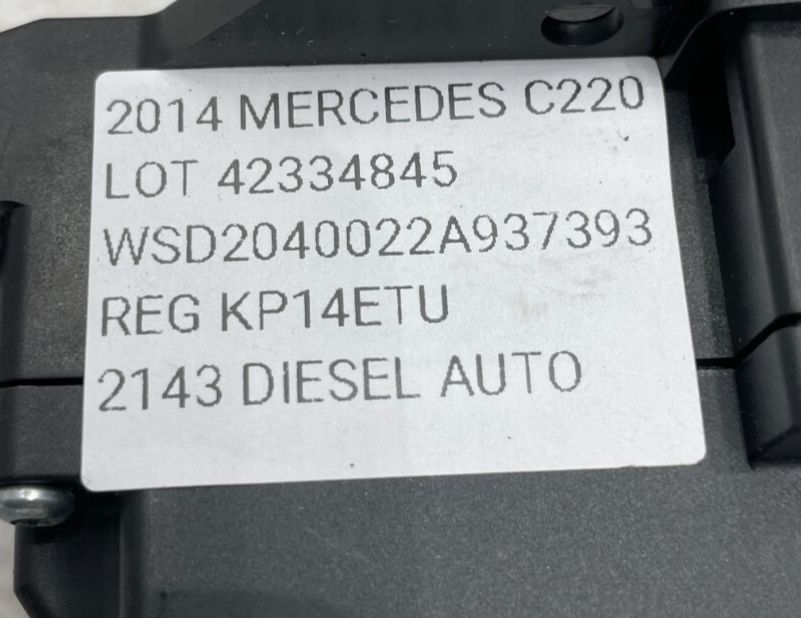 2014 MERCEDES C220
LOT 42334845
WSD2040022A937393
REG KP14ETU
2143 DIESEL AUTO